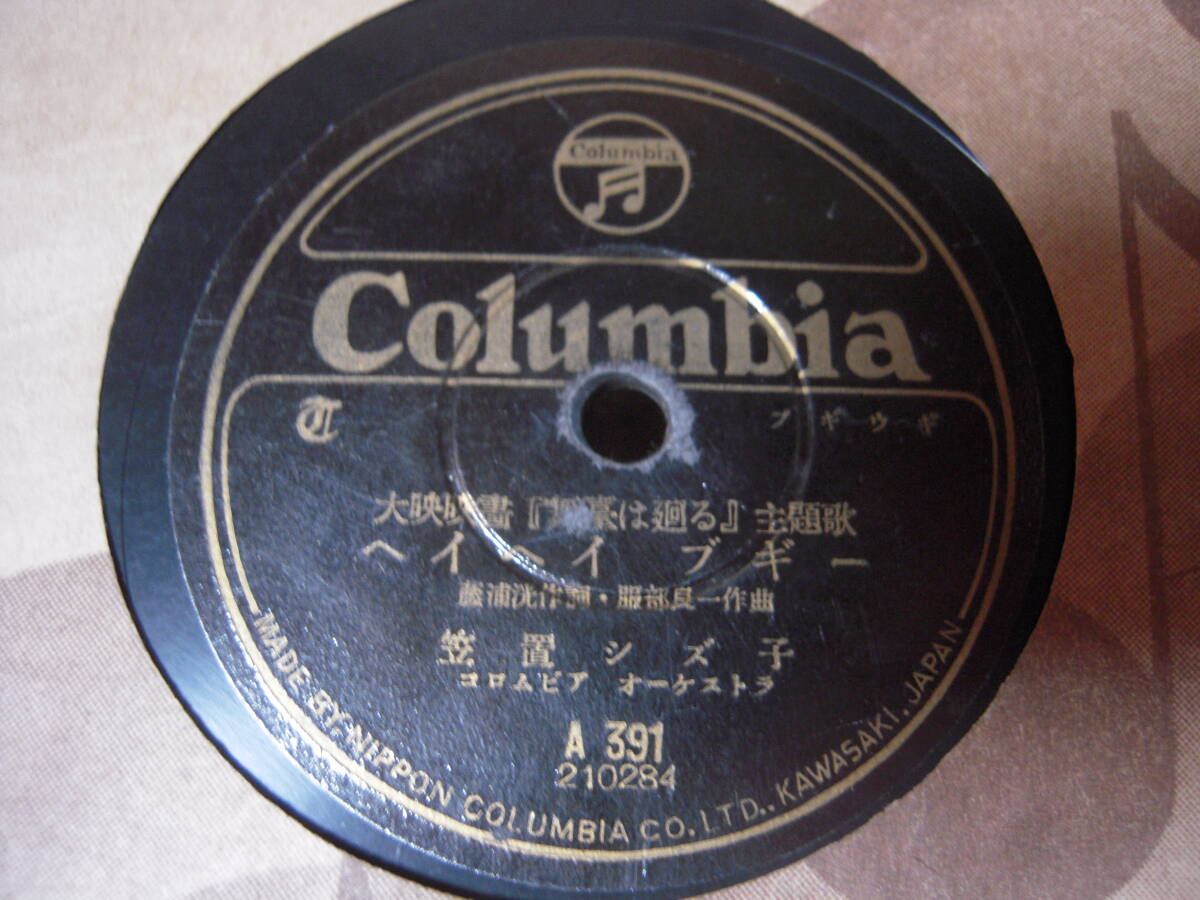 Columbia
Columbia
T ブギウギ
大映映畫『舞臺は廻る』主題歌
ヘイヘイ ブギー
藤浦洸作詞・服部良一作曲
笠置シズ子
コロムビア オーケストラ
A 391
210284
MADE BY NIPPON COLUMBIA CO. LTD., KAWASAKI, JAPAN